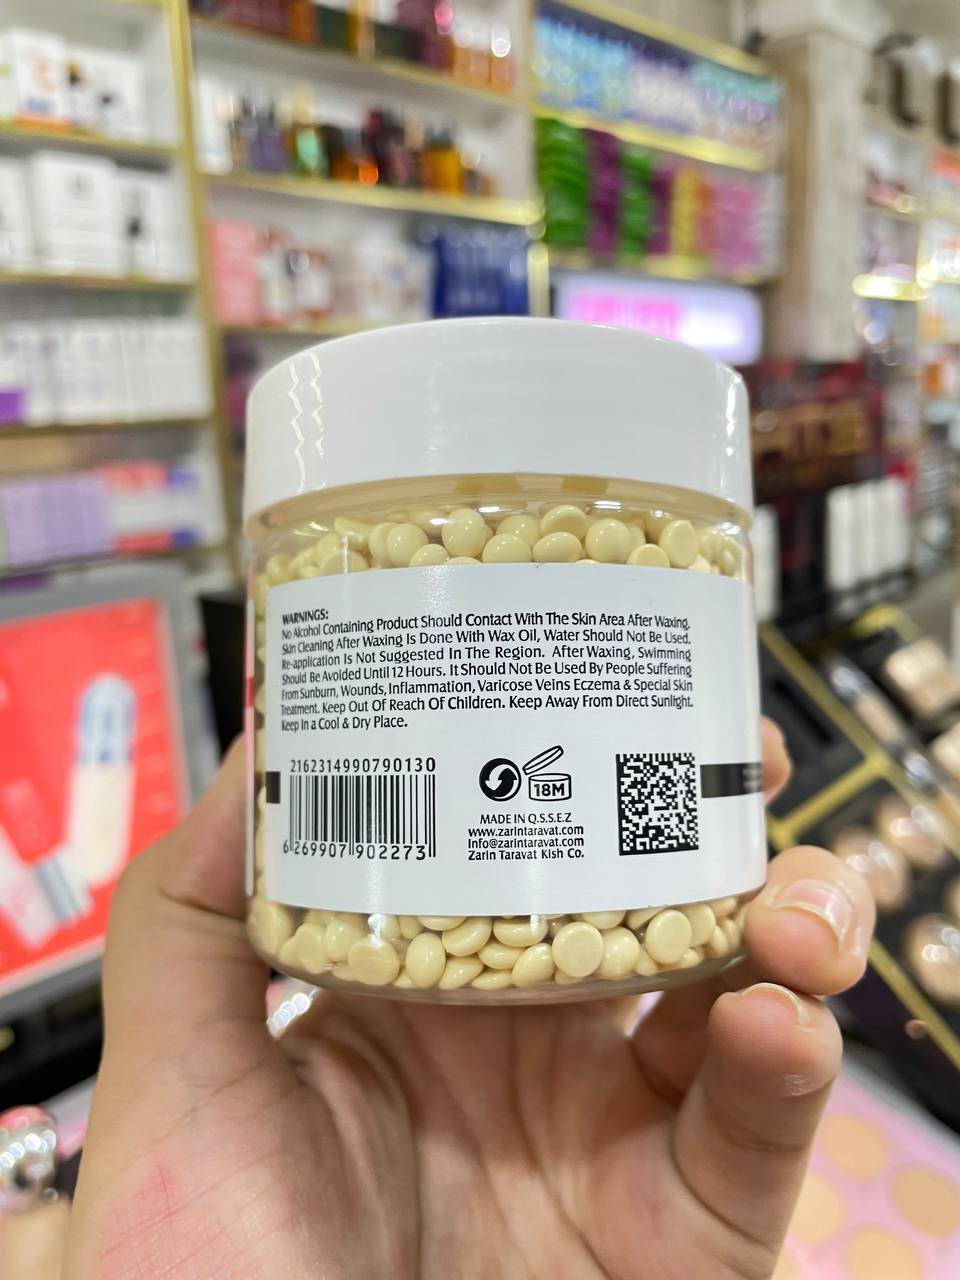 WARNINGS:
No Alcohol Containing Product Should Contact With The Skin Area After Waxing.
Skin Cleaning After Waxing Is Done With Wax Oil, Water Should Not Be Used.
Re-application Is Not Suggested In The Region. After Waxing, Swimming
Should Be Avoided Until 12 Hours. It Should Not Be Used By People Suffering
From Sunburn, Wounds, Inflammation, Varicose Veins Eczema & Special Skin
Treatment. Keep Out Of Reach Of Children. Keep Away From Direct Sunlight.
Keep In a Cool & Dry Place.
2162314990790130
6 269907 902273
18M
MADE IN Q.S.S.E.Z
www.zarintaravat.com
Info@zarintaravat.com
Zarin Taravat Kish Co.